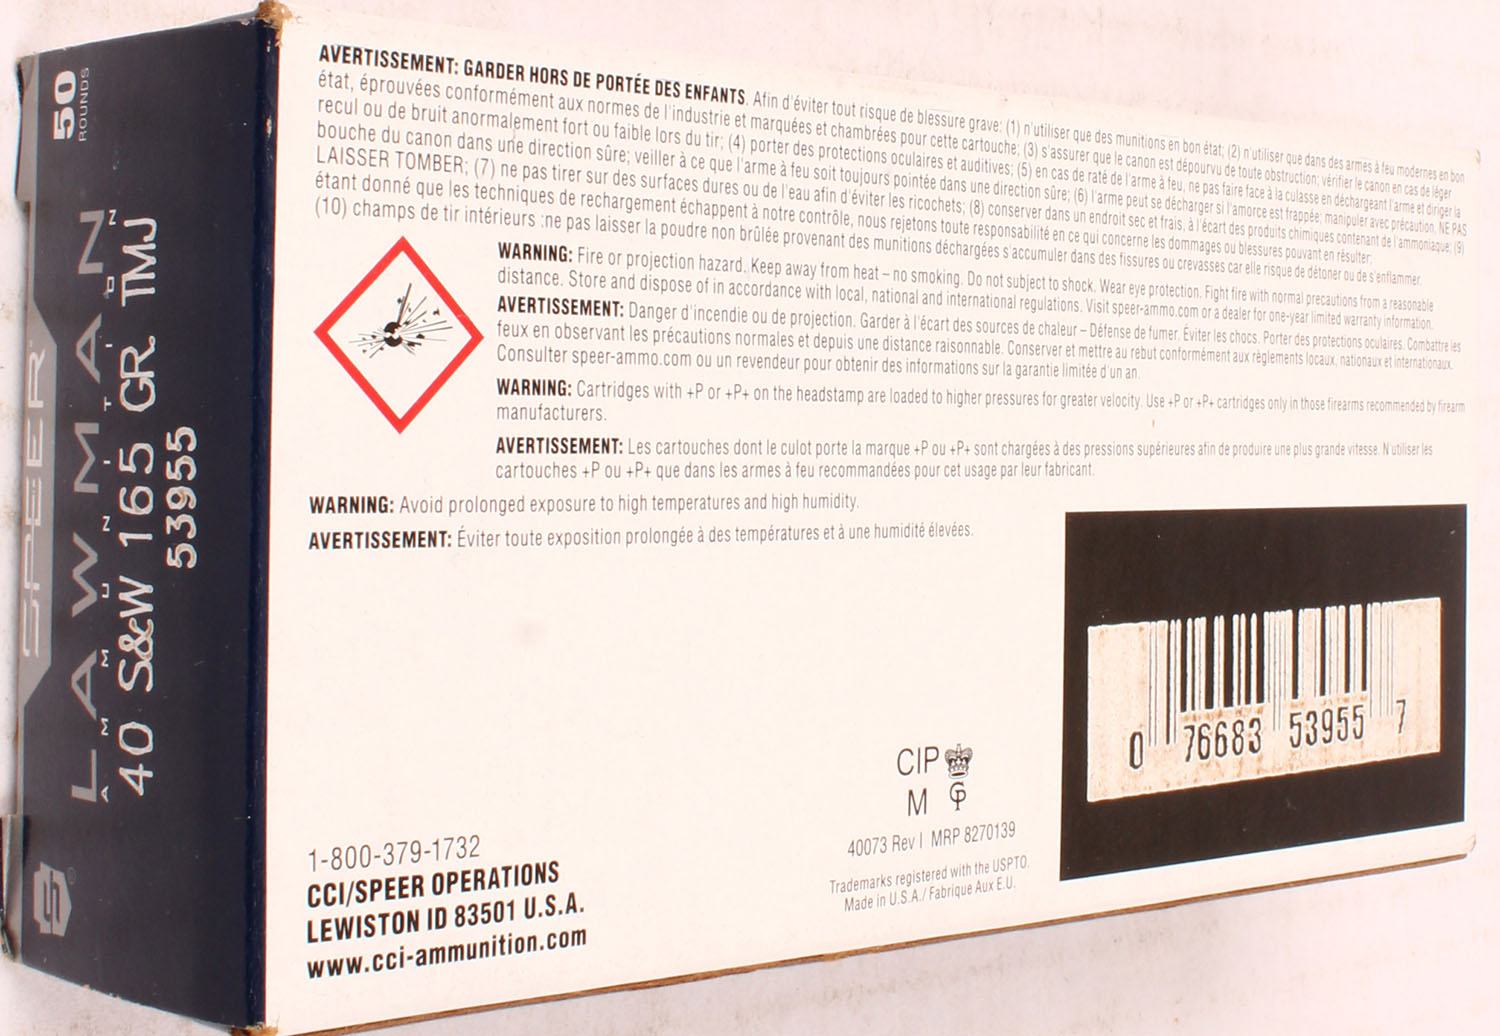 50
ROUNDS
SPEER
LAWMAN
AMMUNITION
40 S&W 165 GR. TMJ
53955
AVERTISSEMENT: GARDER HORS DE PORTÉE DES ENFANTS. Afin d'éviter tout risque de blessure grave: (1) n'utiliser que des munitions en bon état; (2) n'utiliser que dans des armes à feu modernes en bon
état, éprouvées conformément aux normes de l'industrie et marquées et chambrées pour cette cartouche; (3) s'assurer que le canon est dépourvu de toute obstruction; vérifier le canon en cas de léger
recul ou de bruit anormalement fort ou faible lors du tir; (4) porter des protections oculaires et auditives; (5) en cas de raté de l'arme à feu, ne pas faire face à la culasse en déchargeant l'arme et diriger la
bouche du canon dans une direction sûre; veiller à ce que l'arme à feu soit toujours pointée dans une direction sûre; (6) l'arme peut se décharger si l'amorce est frappée; manipuler avec précaution, NE PAS
LAISSER TOMBER; (7) ne pas tirer sur des surfaces dures ou de l'eau afin d'éviter les ricochets; (8) conserver dans un endroit sec et frais, à l'écart des produits chimiques contenant de l'ammoniaque; (9)
étant donné que les techniques de rechargement échappent à notre contrôle, nous rejetons toute responsabilité en ce qui concerne les dommages ou blessures pouvant en résulter;
(10) champs de tir intérieurs :ne pas laisser la poudre non brûlée provenant des munitions déchargées s'accumuler dans des fissures ou crevasses car elle risque de détoner ou de s'enflammer.
WARNING: Fire or projection hazard. Keep away from heat – no smoking. Do not subject to shock. Wear eye protection. Fight fire with normal precautions from a reasonable
distance. Store and dispose of in accordance with local, national and international regulations. Visit speer-ammo.com or a dealer for one-year limited warranty information.
AVERTISSEMENT: Danger d'incendie ou de projection. Garder à l'écart des sources de chaleur – Défense de fumer. Éviter les chocs. Porter des protections oculaires. Combattre les
feux en observant les précautions normales et depuis une distance raisonnable. Conserver et mettre au rebut conformément aux règlements locaux, nationaux et internationaux.
Consulter speer-ammo.com ou un revendeur pour obtenir des informations sur la garantie limitée d'un an.
WARNING: Cartridges with +P or +P+ on the headstamp are loaded to higher pressures for greater velocity. Use +P or +P+ cartridges only in those firearms recommended by firearm
manufacturers.
AVERTISSEMENT: Les cartouches dont le culot porte la marque +P ou +P+ sont chargées à des pressions supérieures afin de produire une plus grande vitesse. N'utiliser les
cartouches +P ou +P+ que dans les armes à feu recommandées pour cet usage par leur fabricant.
WARNING: Avoid prolonged exposure to high temperatures and high humidity.
AVERTISSEMENT: Éviter toute exposition prolongée à des températures et à une humidité élevées.
0 76683 53955 7
CIP
M GP
40073 Rev I MRP 8270139
Trademarks registered with the USPTO.
Made in U.S.A./ Fabrique Aux E.U.
1-800-379-1732
CCI/SPEER OPERATIONS
LEWISTON ID 83501 U.S.A.
www.cci-ammunition.com